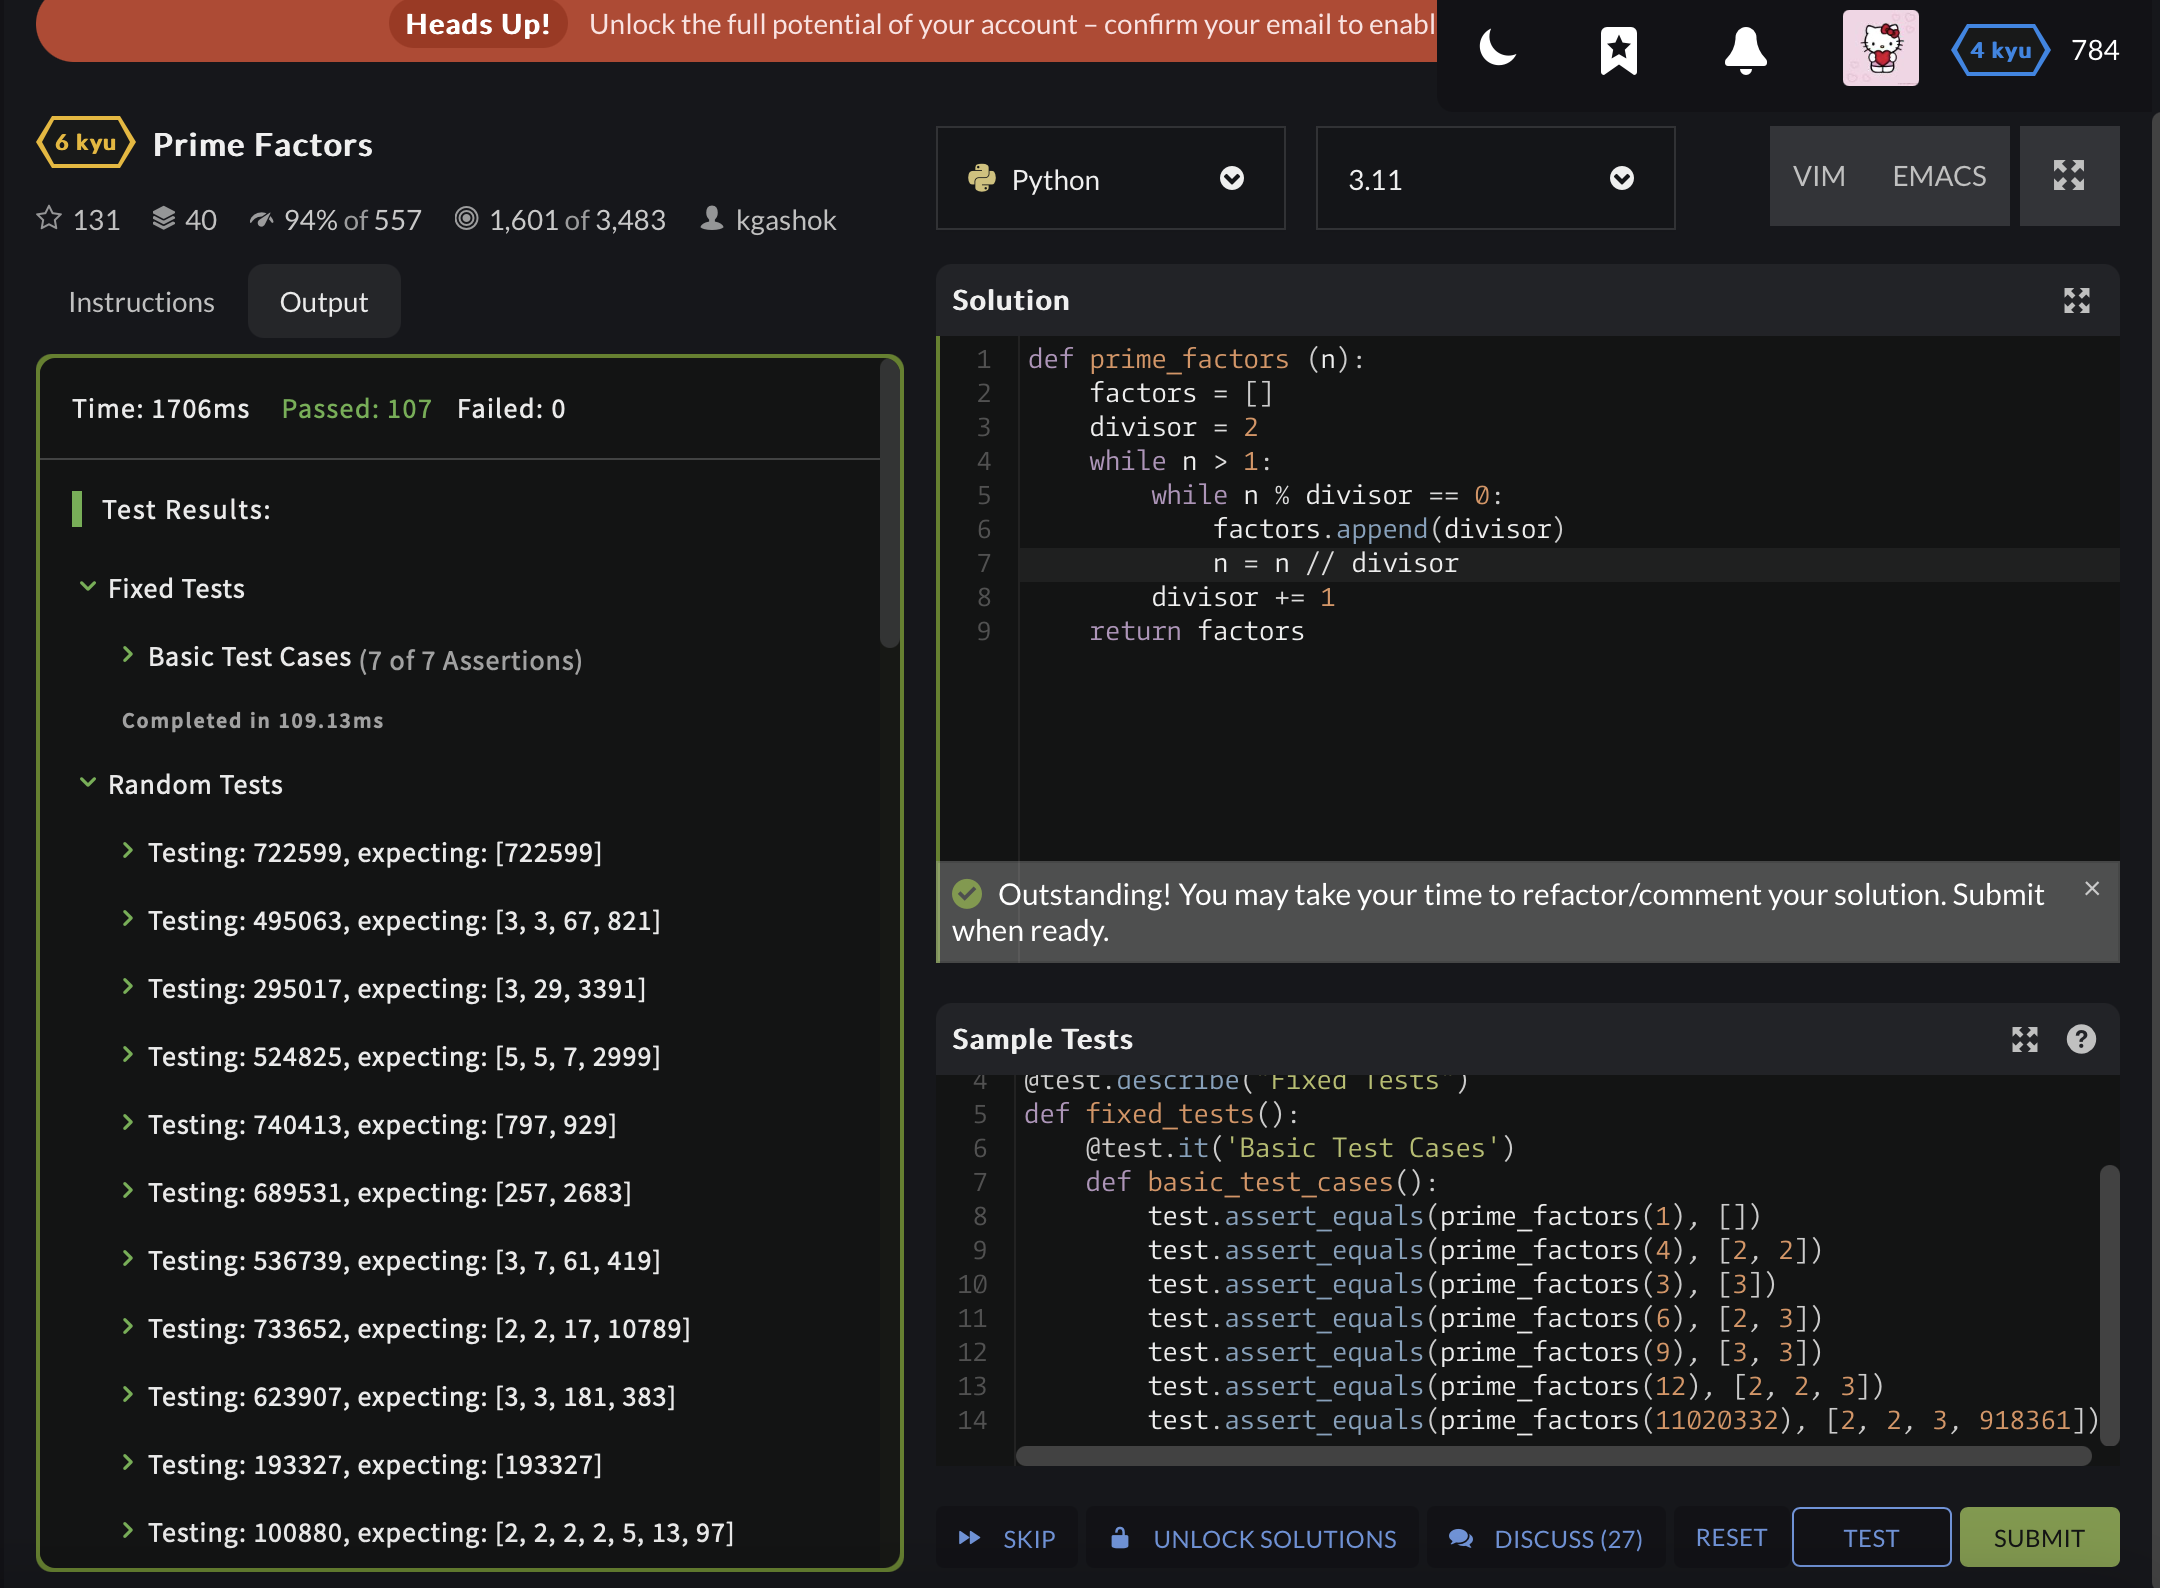 Heads Up! Unlock the full potential of your account – confirm your email to enabl
4 kyu 784
6 kyu Prime Factors
131 40 94% of 557 1,601 of 3,483 kgashok
Python 3.11 VIM EMACS
Instructions Output
Time: 1706ms Passed: 107 Failed: 0
Test Results:
Fixed Tests
Basic Test Cases (7 of 7 Assertions)
Completed in 109.13ms
Random Tests
Testing: 722599, expecting: [722599]
Testing: 495063, expecting: [3, 3, 67, 821]
Testing: 295017, expecting: [3, 29, 3391]
Testing: 524825, expecting: [5, 5, 7, 2999]
Testing: 740413, expecting: [797, 929]
Testing: 689531, expecting: [257, 2683]
Testing: 536739, expecting: [3, 7, 61, 419]
Testing: 733652, expecting: [2, 2, 17, 10789]
Testing: 623907, expecting: [3, 3, 181, 383]
Testing: 193327, expecting: [193327]
Testing: 100880, expecting: [2, 2, 2, 2, 5, 13, 97]
Solution
1 def prime_factors (n):
2     factors = []
3     divisor = 2
4     while n > 1:
5         while n % divisor == 0:
6             factors.append(divisor)
7             n = n // divisor
8         divisor += 1
9     return factors
Outstanding! You may take your time to refactor/comment your solution. Submit
when ready.
Sample Tests
4 @test.describe("Fixed Tests")
5 def fixed_tests():
6     @test.it('Basic Test Cases')
7     def basic_test_cases():
8         test.assert_equals(prime_factors(1), [])
9         test.assert_equals(prime_factors(4), [2, 2])
10         test.assert_equals(prime_factors(3), [3])
11         test.assert_equals(prime_factors(6), [2, 3])
12         test.assert_equals(prime_factors(9), [3, 3])
13         test.assert_equals(prime_factors(12), [2, 2, 3])
14         test.assert_equals(prime_factors(11020332), [2, 2, 3, 918361])
SKIP UNLOCK SOLUTIONS DISCUSS (27) RESET TEST SUBMIT